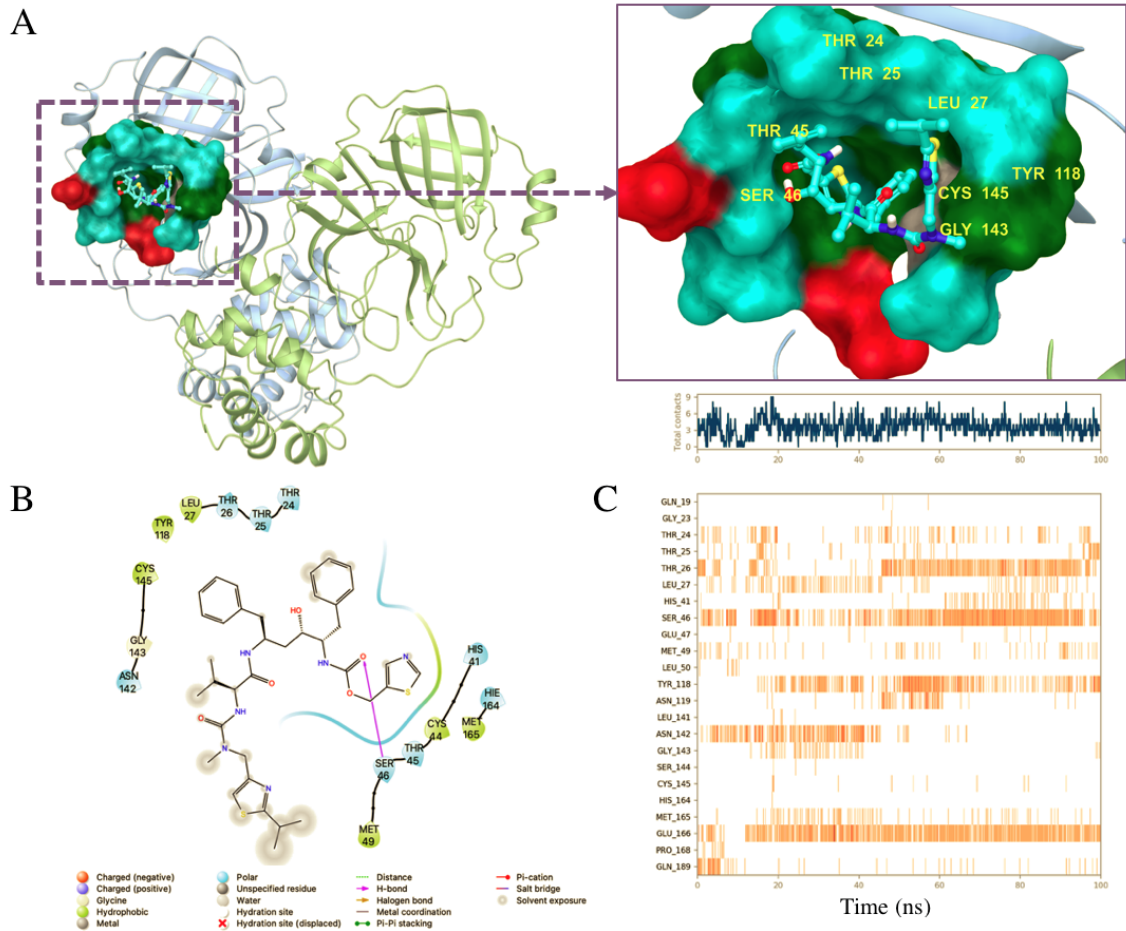 A
THR 24
THR 25
LEU 27
THR 45
TYR 118
SER 46
CYS 145
GLY 143
Total contacts
9
6
3
0
0 20 40 60 80 100
B
THR 24
THR 25
THR 26
LEU 27
TYR 118
CYS 145
GLY 143
ASN 142
HO
HN
O
NH
O
N
O
O
N
S
NH
O
N
N
S
HIS 41
HIE 164
CYS 44
MET 165
THR 45
SER 46
MET 49
Charged (negative)
Charged (positive)
Glycine
Hydrophobic
Metal
Polar
Unspecified residue
Water
Hydration site
Hydration site (displaced)
Distance
H-bond
Halogen bond
Metal coordination
Pi-Pi stacking
Pi-cation
Salt bridge
Solvent exposure
C
GLN_19
GLY_23
THR_24
THR_25
THR_26
LEU_27
HIS_41
SER_46
GLU_47
MET_49
LEU_50
TYR_118
ASN_119
LEU_141
ASN_142
GLY_143
SER_144
CYS_145
HIS_164
MET_165
GLU_166
PRO_168
GLN_189
0 20 40 60 80 100
Time (ns)